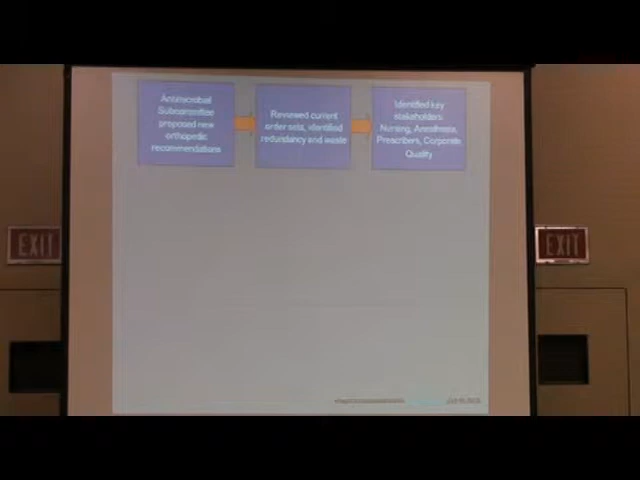 Antimicrobial
Subcommittee
proposed new
orthopedic
recommendations
Reviewed current
order sets, identified
redundancy and waste
Identified key
stakeholders:
Nursing, Anesthesia,
Prescribers, Corporate
Quality
EXIT
EXIT